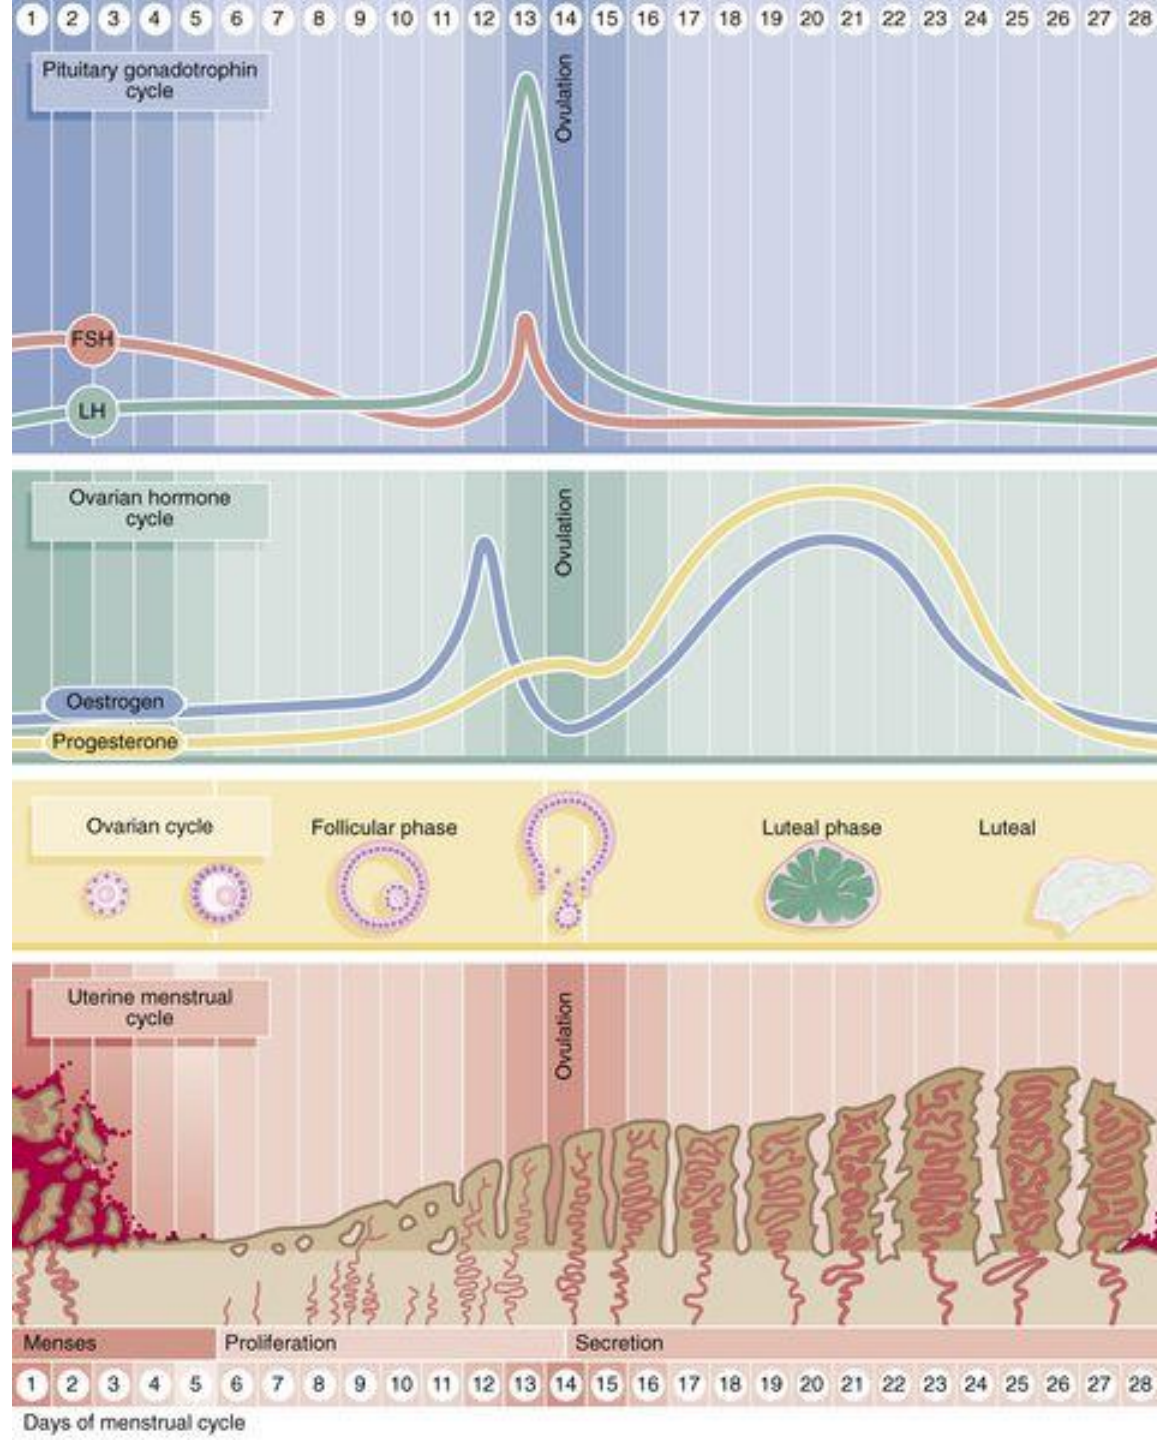 1 2 3 4 5 6 7 8 9 10 11 12 13 14 15 16 17 18 19 20 21 22 23 24 25 26 27 28
Pituitary gonadotrophin
cycle
Ovulation
FSH
LH
Ovarian hormone
cycle
Ovulation
Oestrogen
Progesterone
Ovarian cycle
Follicular phase
Luteal phase
Luteal
Uterine menstrual
cycle
Ovulation
Menses
Proliferation
Secretion
1 2 3 4 5 6 7 8 9 10 11 12 13 14 15 16 17 18 19 20 21 22 23 24 25 26 27 28
Days of menstrual cycle